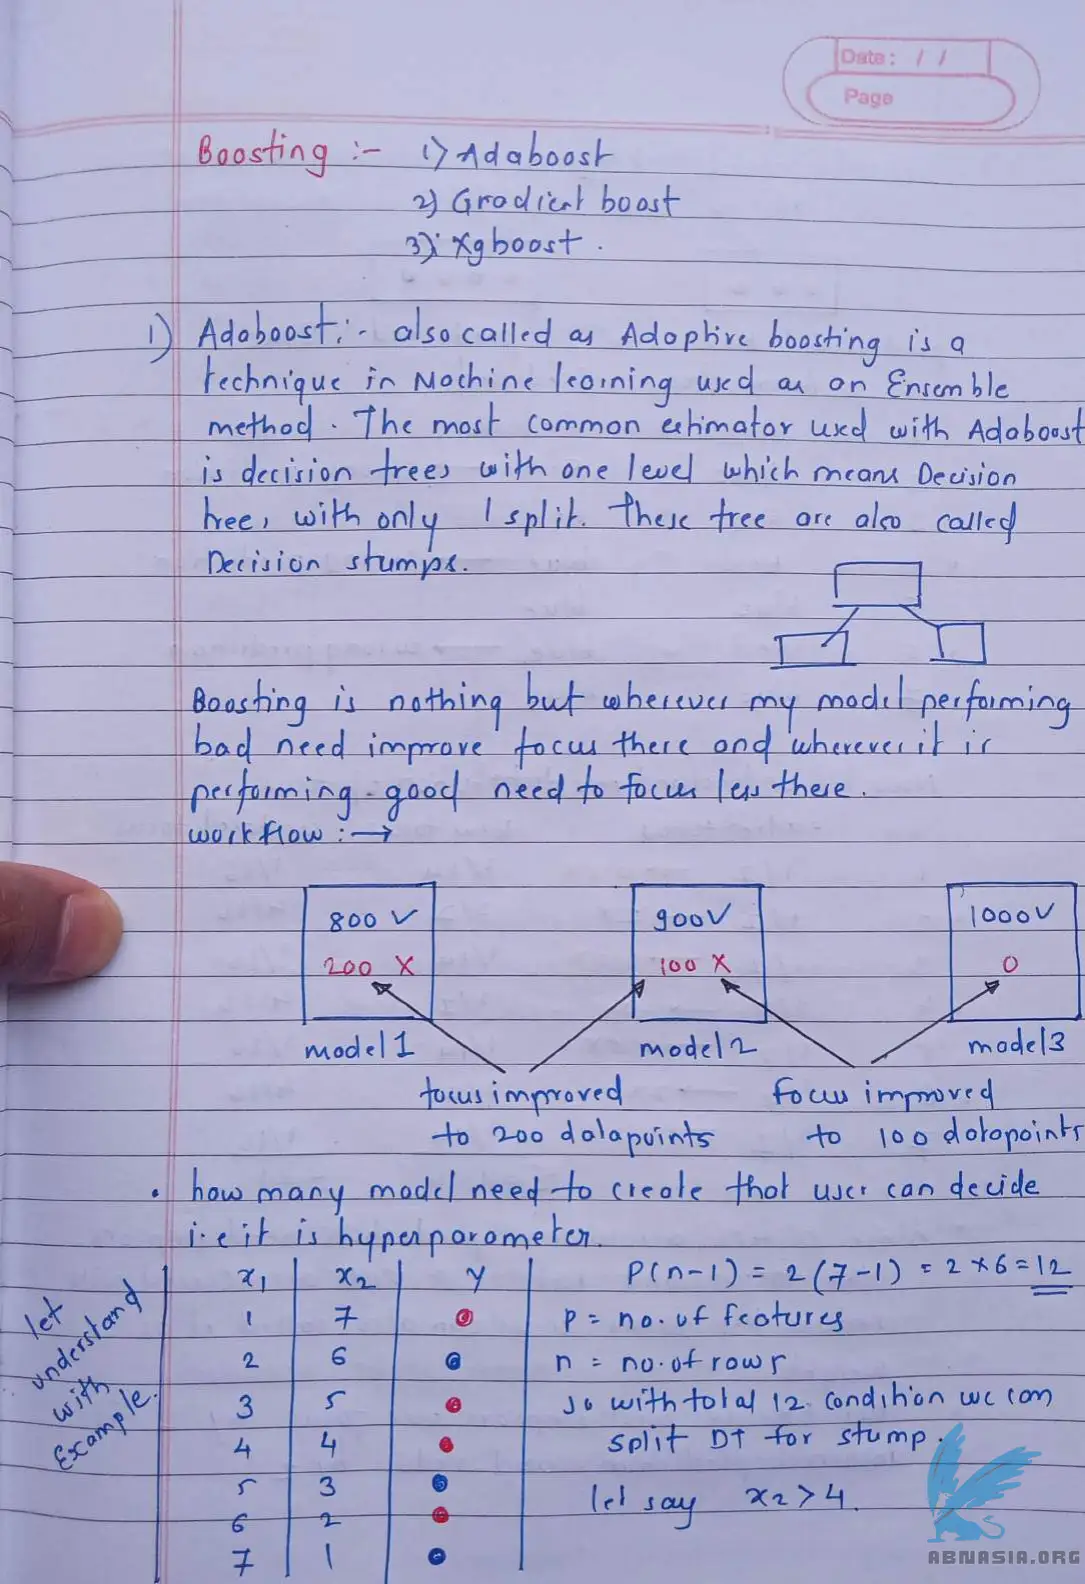 Date: / /
Page
Boosting :- 1) Adaboost
2) Gradient boost
3) Xgboost.
1) Adaboost:- also called as Adaptive boosting is a
technique in Machine learning used as an Ensemble
method. The most common estimator used with Adaboost
is decision trees with one level which means Decision
trees with only 1 split. These tree are also called
Decision stumps.
Boosting is nothing but wherever my model performing
bad need improve focus there and wherever it is
performing good need to focus less there.
workflow :→
800 ✓ 900 ✓ 1000 ✓
200 X 100 X 0
model 1 model 2 model 3
focus improved focus improved
to 200 datapoints to 100 datapoints
• how many model need to create that user can decide
i.e it is hyperparameter.
let understand with Example.
x₁ x₂ y P(n-1) = 2(7-1) = 2*6 = 12
1 7 P = no. of features
2 6 n = no. of rows
3 5 so with total 12 condition we can
4 4 split DT for stump.
5 3 let say x₂>4.
6 2
7 1
ABNASIA.ORG